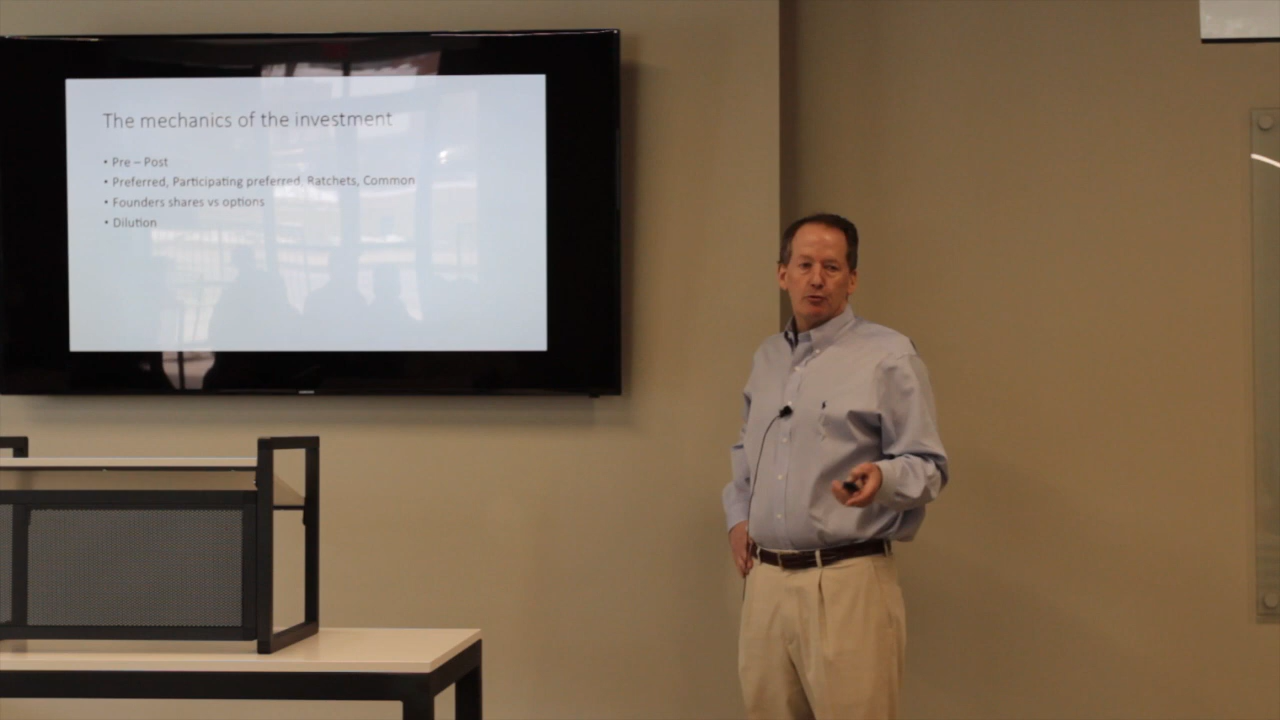 The mechanics of the investment
• Pre – Post
• Preferred, Participating preferred, Ratchets, Common
• Founders shares vs options
• Dilution